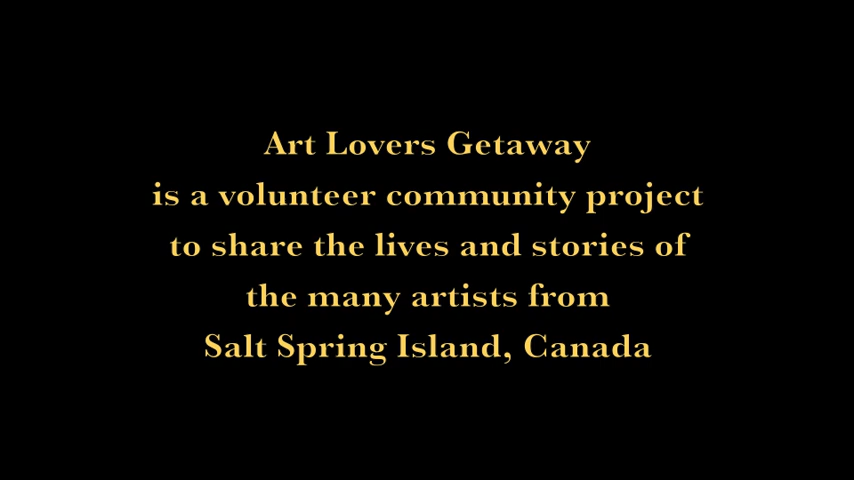 Art Lovers Getaway
is a volunteer community project
to share the lives and stories of
the many artists from
Salt Spring Island, Canada